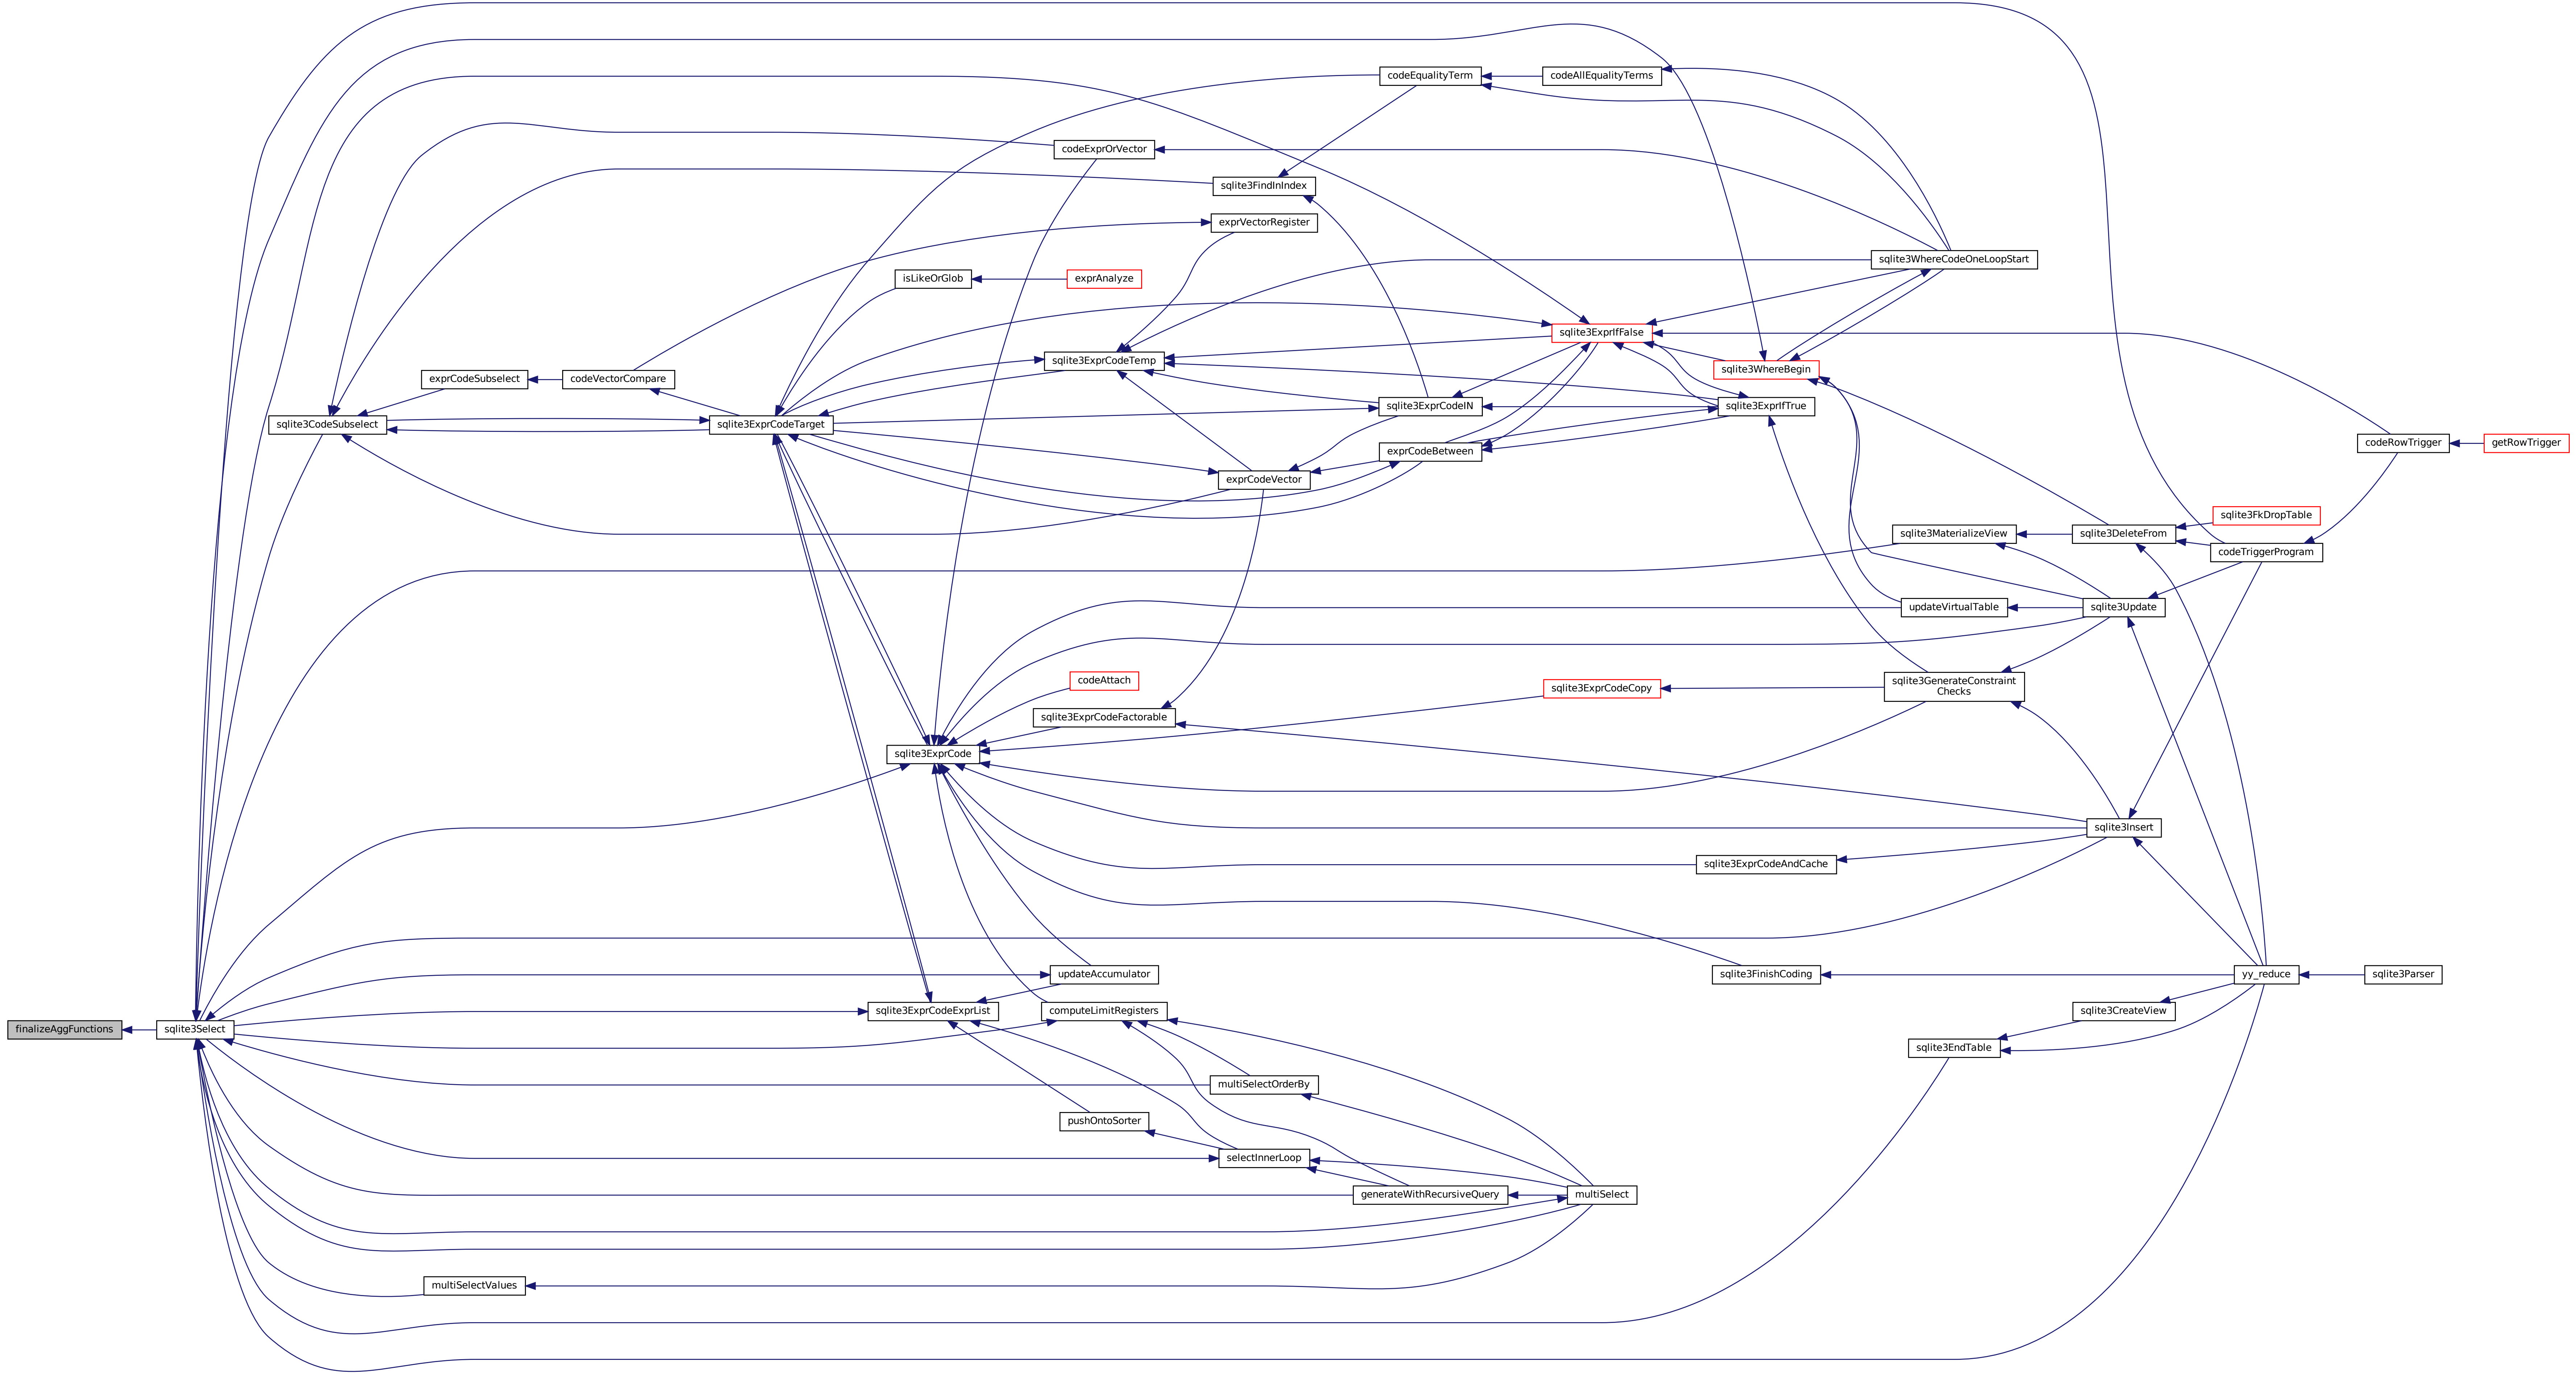 codeEqualityTerm
codeAllEqualityTerms
codeExprOrVector
sqlite3FindInIndex
exprVectorRegister
sqlite3WhereCodeOneLoopStart
isLikeOrGlob
exprAnalyze
sqlite3ExprIfFalse
sqlite3ExprCodeTemp
sqlite3WhereBegin
exprCodeSubselect
codeVectorCompare
sqlite3ExprCodeIN
sqlite3ExprIfTrue
sqlite3CodeSubselect
sqlite3ExprCodeTarget
codeRowTrigger
getRowTrigger
exprCodeBetween
exprCodeVector
sqlite3FkDropTable
sqlite3MaterializeView
sqlite3DeleteFrom
codeTriggerProgram
updateVirtualTable
sqlite3Update
codeAttach
sqlite3ExprCodeCopy
sqlite3GenerateConstraint
Checks
sqlite3ExprCodeFactorable
sqlite3ExprCode
sqlite3Insert
sqlite3ExprCodeAndCache
updateAccumulator
sqlite3FinishCoding
yy_reduce
sqlite3Parser
sqlite3ExprCodeExprList
computeLimitRegisters
sqlite3CreateView
finalizeAggFunctions
sqlite3Select
sqlite3EndTable
multiSelectOrderBy
pushOntoSorter
selectInnerLoop
generateWithRecursiveQuery
multiSelect
multiSelectValues